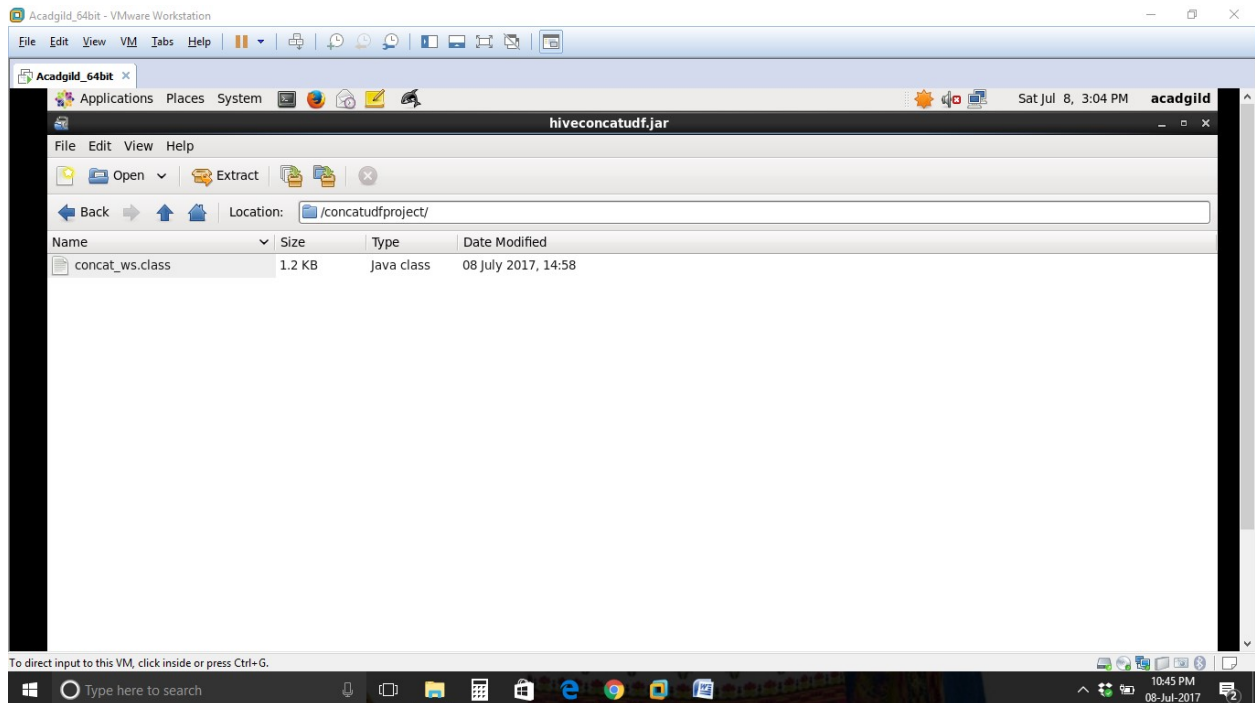 Acadgild_64bit - VMware Workstation
File Edit View VM Tabs Help
Acadgild_64bit
Applications Places System Sat Jul 8, 3:04 PM acadgild
hiveconcatudf.jar
File Edit View Help
Open Extract
Back Location: /concatudfproject/
Name Size Type Date Modified
concat_ws.class 1.2 KB Java class 08 July 2017, 14:58
To direct input to this VM, click inside or press Ctrl+G.
Type here to search
10:45 PM
08-Jul-2017
2